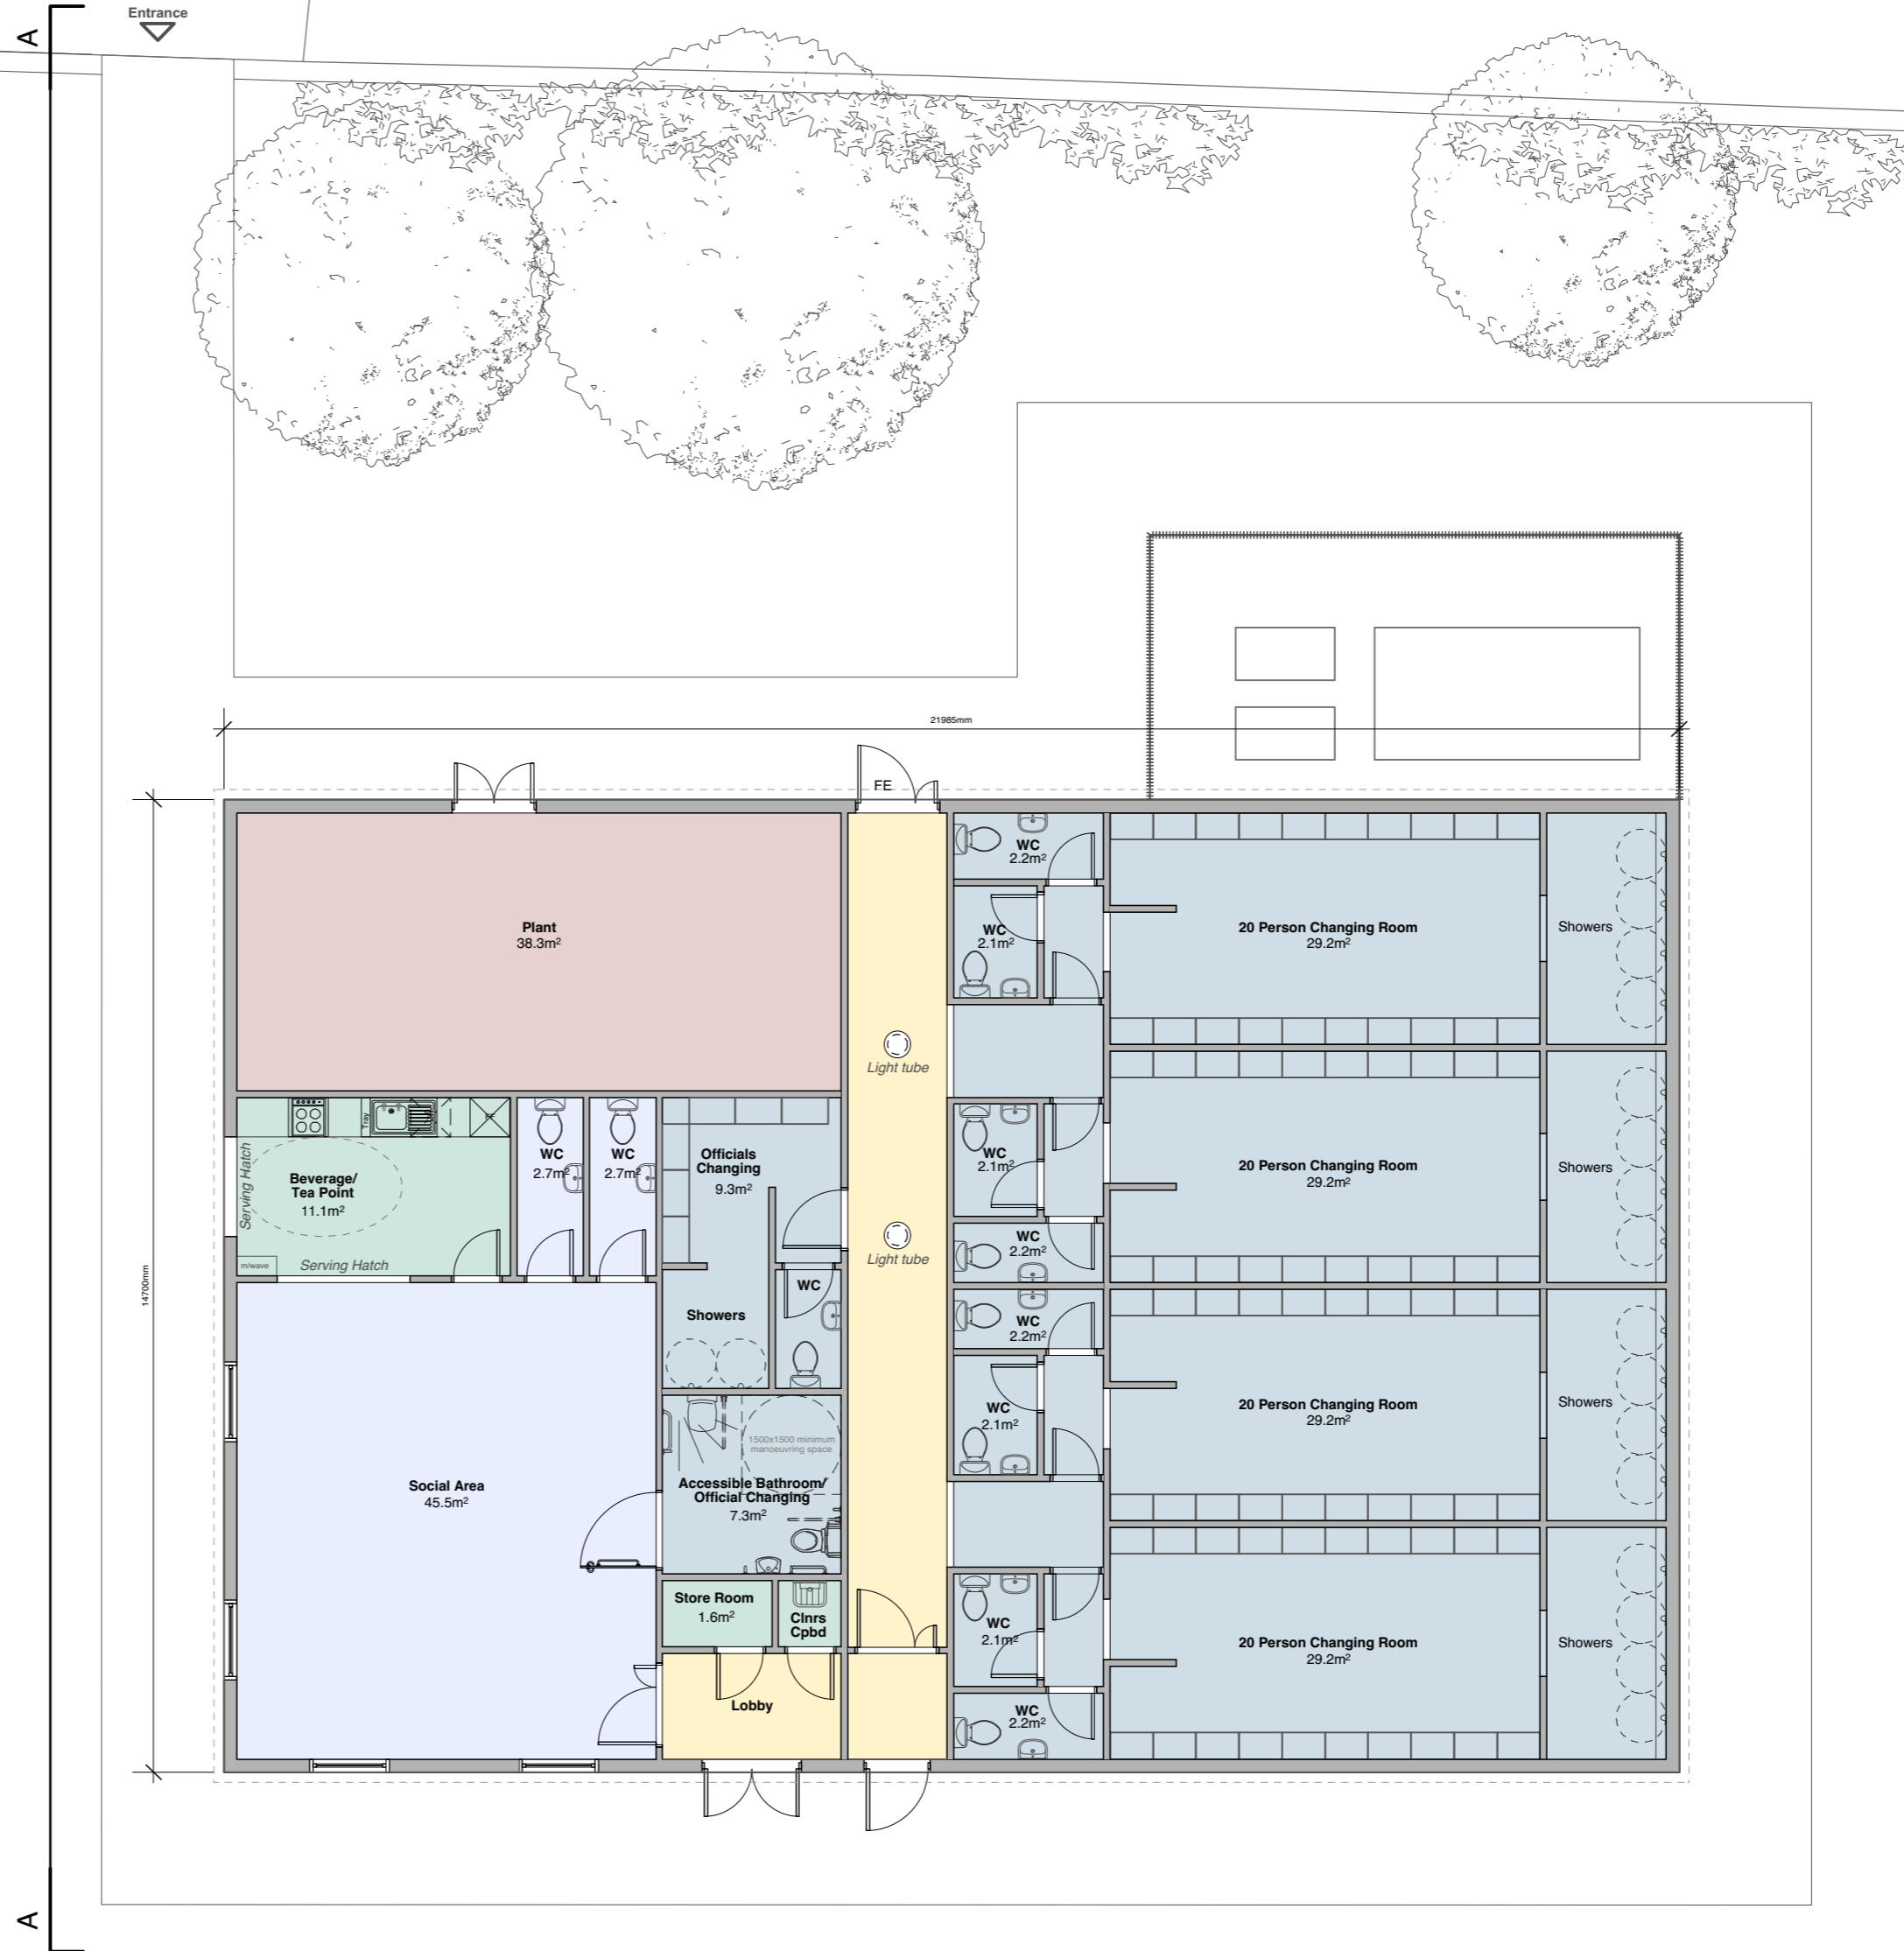 A
Entrance
21985mm
FE
WC
2.2m²
Plant
38.3m²
WC
2.1m²
20 Person Changing Room
29.2m²
Showers
Light tube
Tray
FF
Serving Hatch
Beverage/
Tea Point
11.1m²
m/wave
Serving Hatch
WC
2.7m²
WC
2.7m²
Officials
Changing
9.3m²
WC
2.1m²
20 Person Changing Room
29.2m²
Showers
Light tube
WC
2.2m²
14700mm
WC
Showers
WC
2.2m²
WC
2.1m²
20 Person Changing Room
29.2m²
Showers
1500x1500 minimum
manoeuvring space
Social Area
45.5m²
Accessible Bathroom/
Official Changing
7.3m²
Store Room
1.6m²
Clnrs
Cpbd
WC
2.1m²
20 Person Changing Room
29.2m²
Showers
Lobby
WC
2.2m²
A